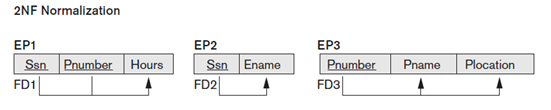 2NF Normalization
EP1 EP2 EP3
Ssn Pnumber Hours Ssn Ename Pnumber Pname Plocation
FD1 FD2 FD3